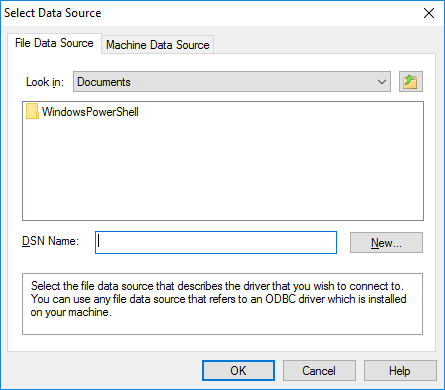 Select Data Source
File Data Source Machine Data Source
Look in: Documents
WindowsPowerShell
DSN Name: New...
Select the file data source that describes the driver that you wish to connect to.
You can use any file data source that refers to an ODBC driver which is installed
on your machine.
OK Cancel Help